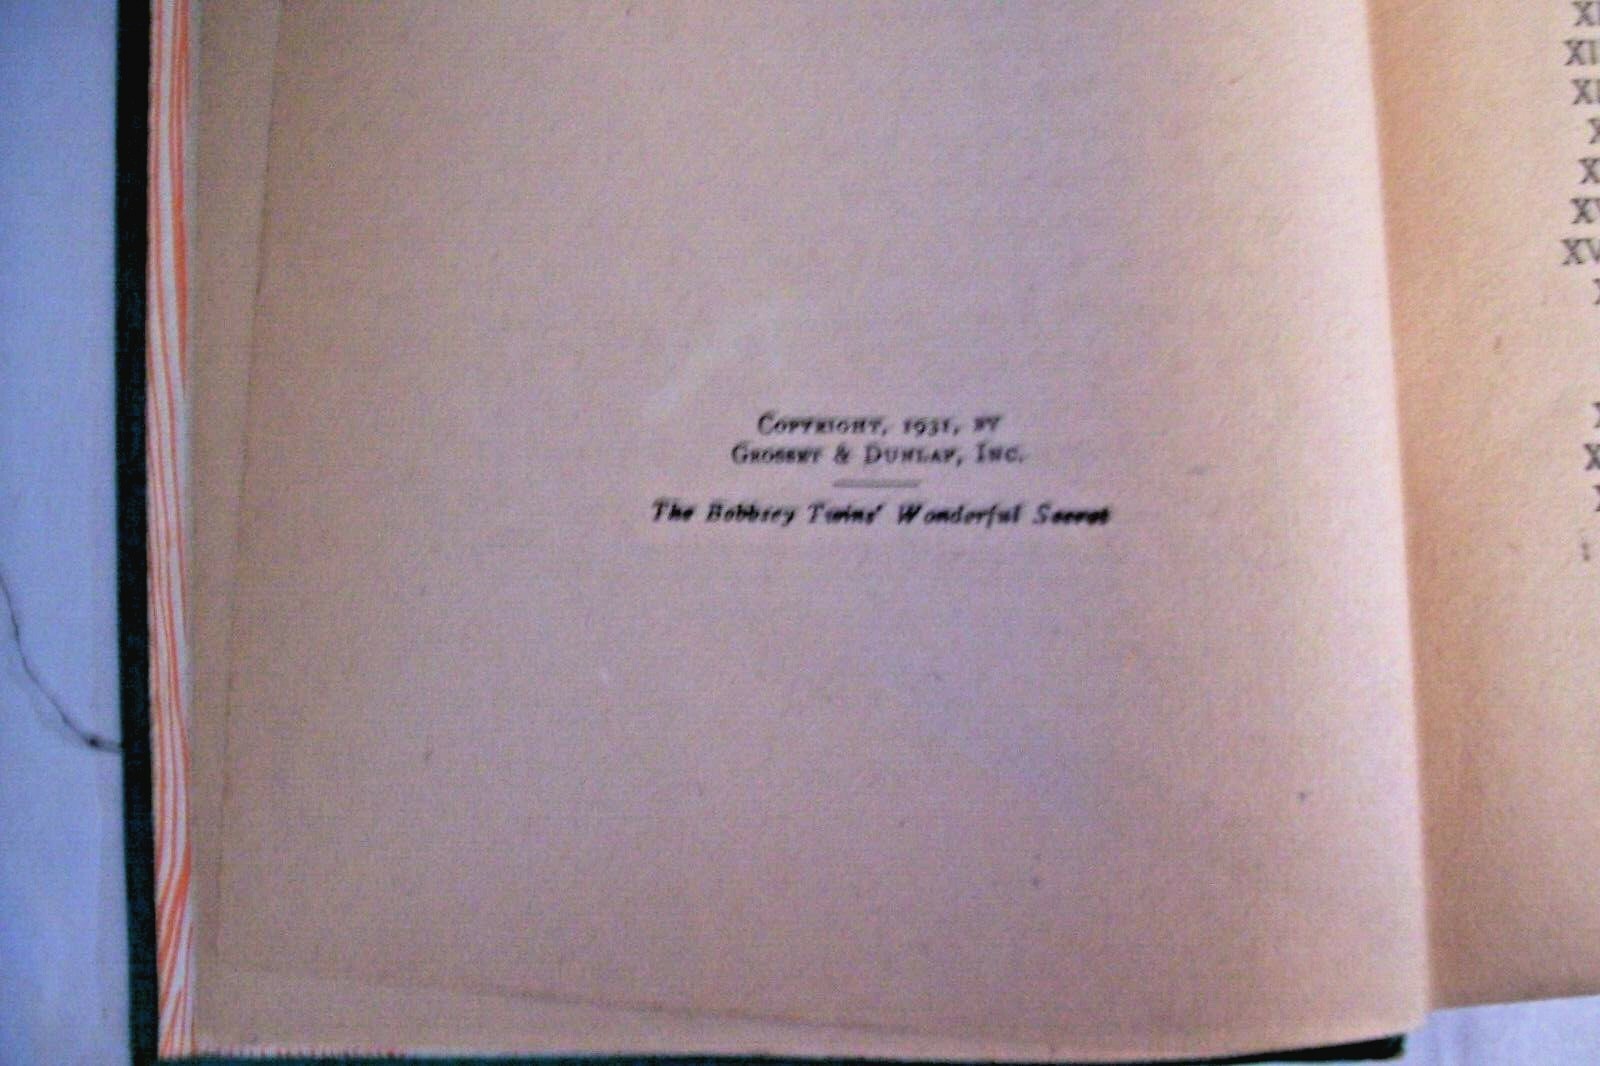 Copyright, 1931, by
Grosset & Dunlap, Inc.
The Bobbsey Twins' Wonderful Secret